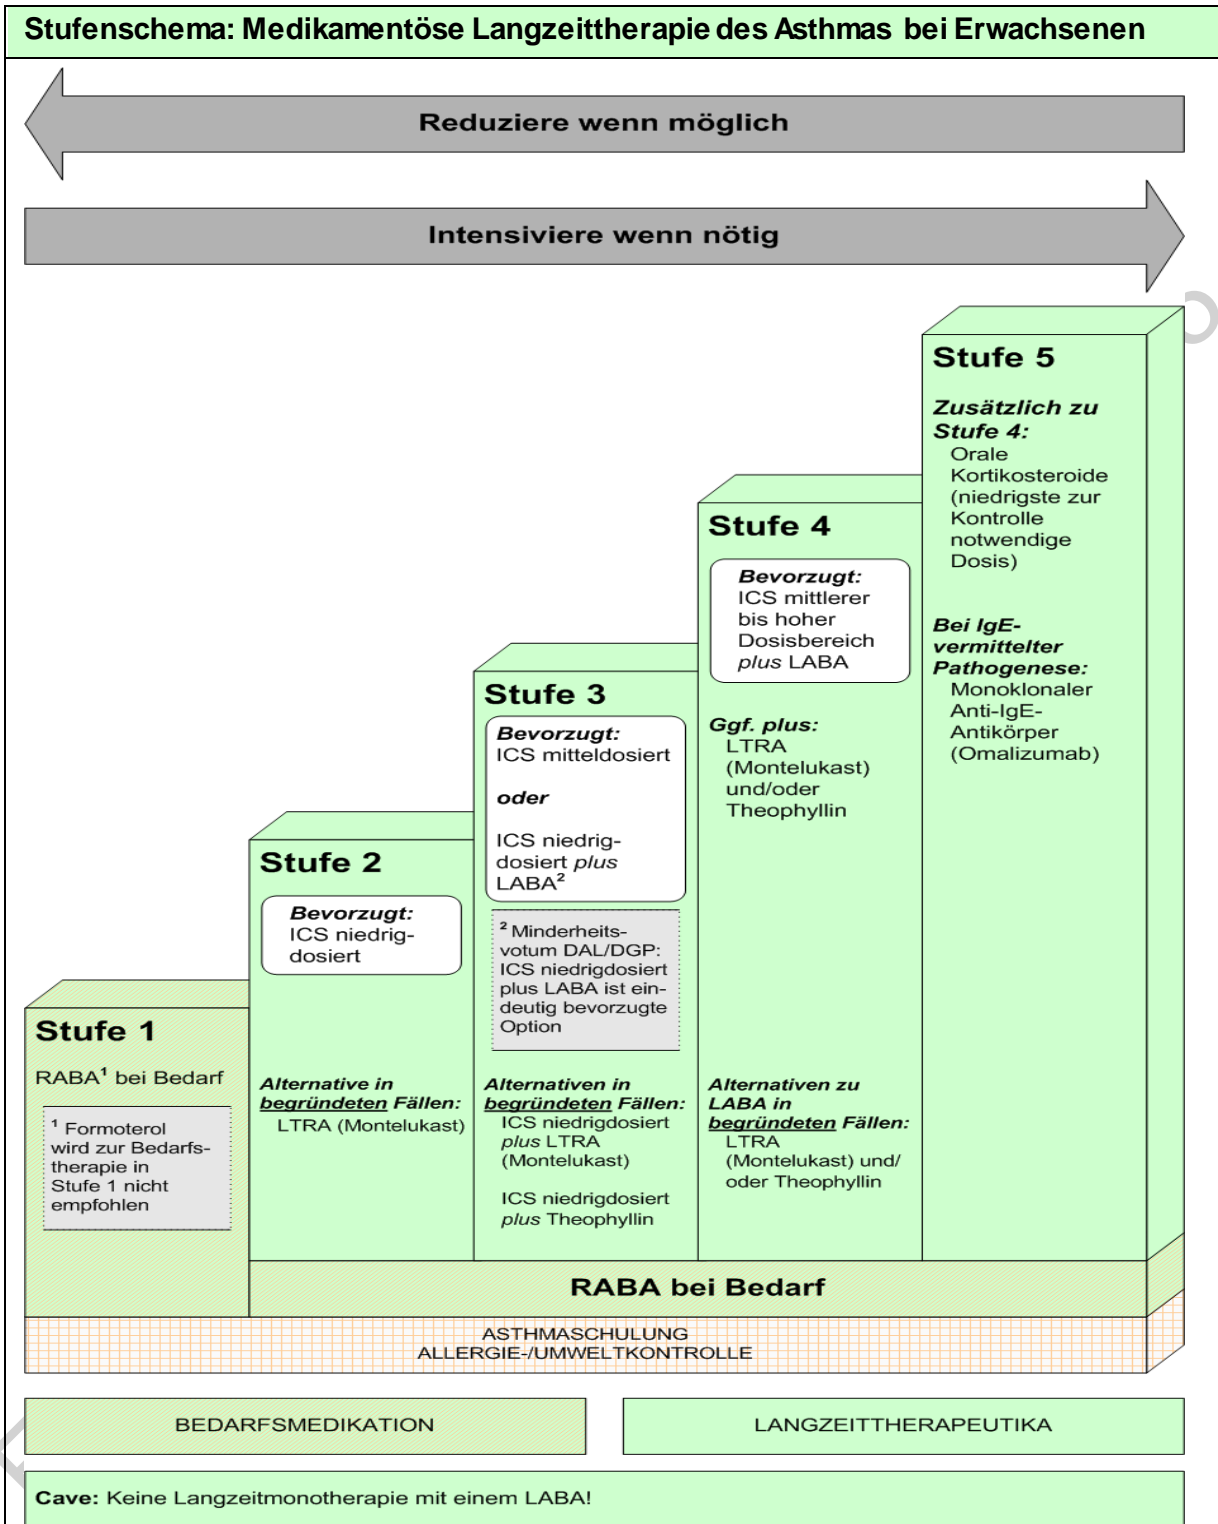 Stufenschema: Medikamentöse Langzeittherapie des Asthmas bei Erwachsenen
Reduziere wenn möglich
Intensiviere wenn nötig
Stufe 5
Zusätzlich zu
Stufe 4:
Orale
Kortikosteroide
(niedrigste zur
Kontrolle
notwendige
Dosis)
Bei IgE-
vermittelter
Pathogenese:
Monoklonaler
Anti-IgE-
Antikörper
(Omalizumab)
Stufe 4
Bevorzugt:
ICS mittlerer
bis hoher
Dosisbereich
plus LABA
Ggf. plus:
LTRA
(Montelukast)
und/oder
Theophyllin
Alternativen zu
LABA in
begründeten Fällen:
LTRA
(Montelukast) und/
oder Theophyllin
Stufe 3
Bevorzugt:
ICS mitteldosiert
oder
ICS niedrig-
dosiert plus
LABA²
² Minderheits-
votum DAL/DGP:
ICS niedrigdosiert
plus LABA ist ein-
deutig bevorzugte
Option
Alternativen in
begründeten Fällen:
ICS niedrigdosiert
plus LTRA
(Montelukast)
ICS niedrigdosiert
plus Theophyllin
Stufe 2
Bevorzugt:
ICS niedrig-
dosiert
Alternative in
begründeten Fällen:
LTRA (Montelukast)
Stufe 1
RABA¹ bei Bedarf
¹ Formoterol
wird zur Bedarfs-
therapie in
Stufe 1 nicht
empfohlen
RABA bei Bedarf
ASTHMASCHULUNG
ALLERGIE-/UMWELTKONTROLLE
BEDARFSMEDIKATION
LANGZEITTHERAPEUTIKA
Cave: Keine Langzeitmonotherapie mit einem LABA!